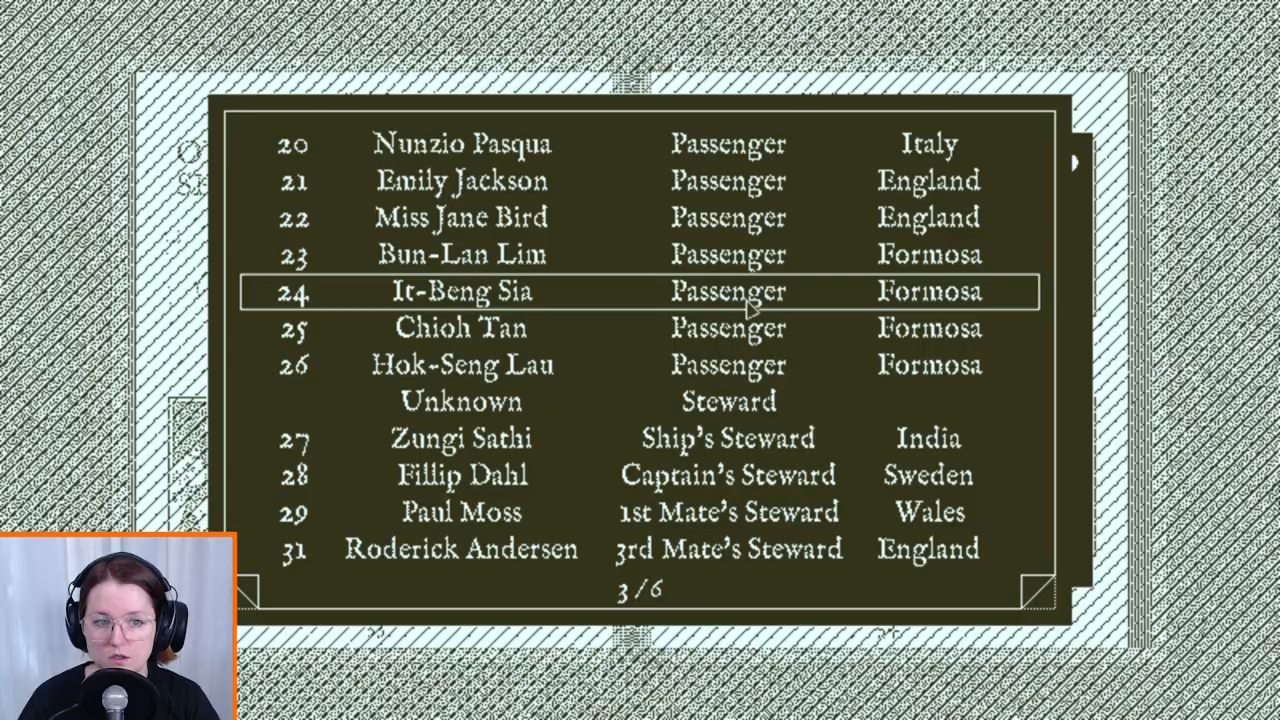 20 Nunzio Pasqua Passenger Italy
21 Emily Jackson Passenger England
22 Miss Jane Bird Passenger England
23 Bun-Lan Lim Passenger Formosa
24 It-Beng Sia Passenger Formosa
25 Chioh Tan Passenger Formosa
26 Hok-Seng Lau Passenger Formosa
Unknown Steward
27 Zungi Sathi Ship's Steward India
28 Fillip Dahl Captain's Steward Sweden
29 Paul Moss 1st Mate's Steward Wales
31 Roderick Andersen 3rd Mate's Steward England
3/6